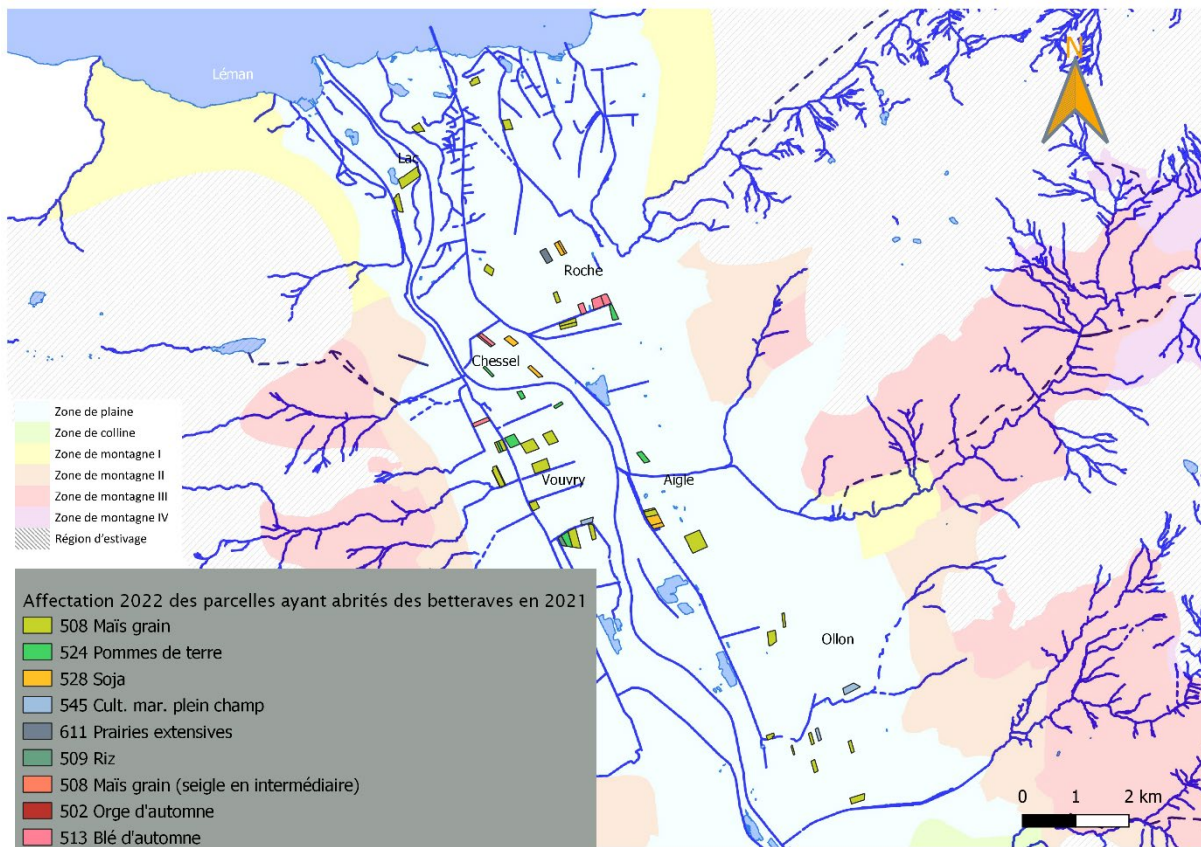 N
Léman
Lac
Roche
Chessel
Vouvry
Aigle
Ollon
Zone de plaine
Zone de colline
Zone de montagne I
Zone de montagne II
Zone de montagne III
Zone de montagne IV
Région d'estivage
Affectation 2022 des parcelles ayant abrités des betteraves en 2021
508 Maïs grain
524 Pommes de terre
528 Soja
545 Cult. mar. plein champ
611 Prairies extensives
509 Riz
508 Maïs grain (seigle en intermédiaire)
502 Orge d'automne
513 Blé d'automne
0 1 2 km